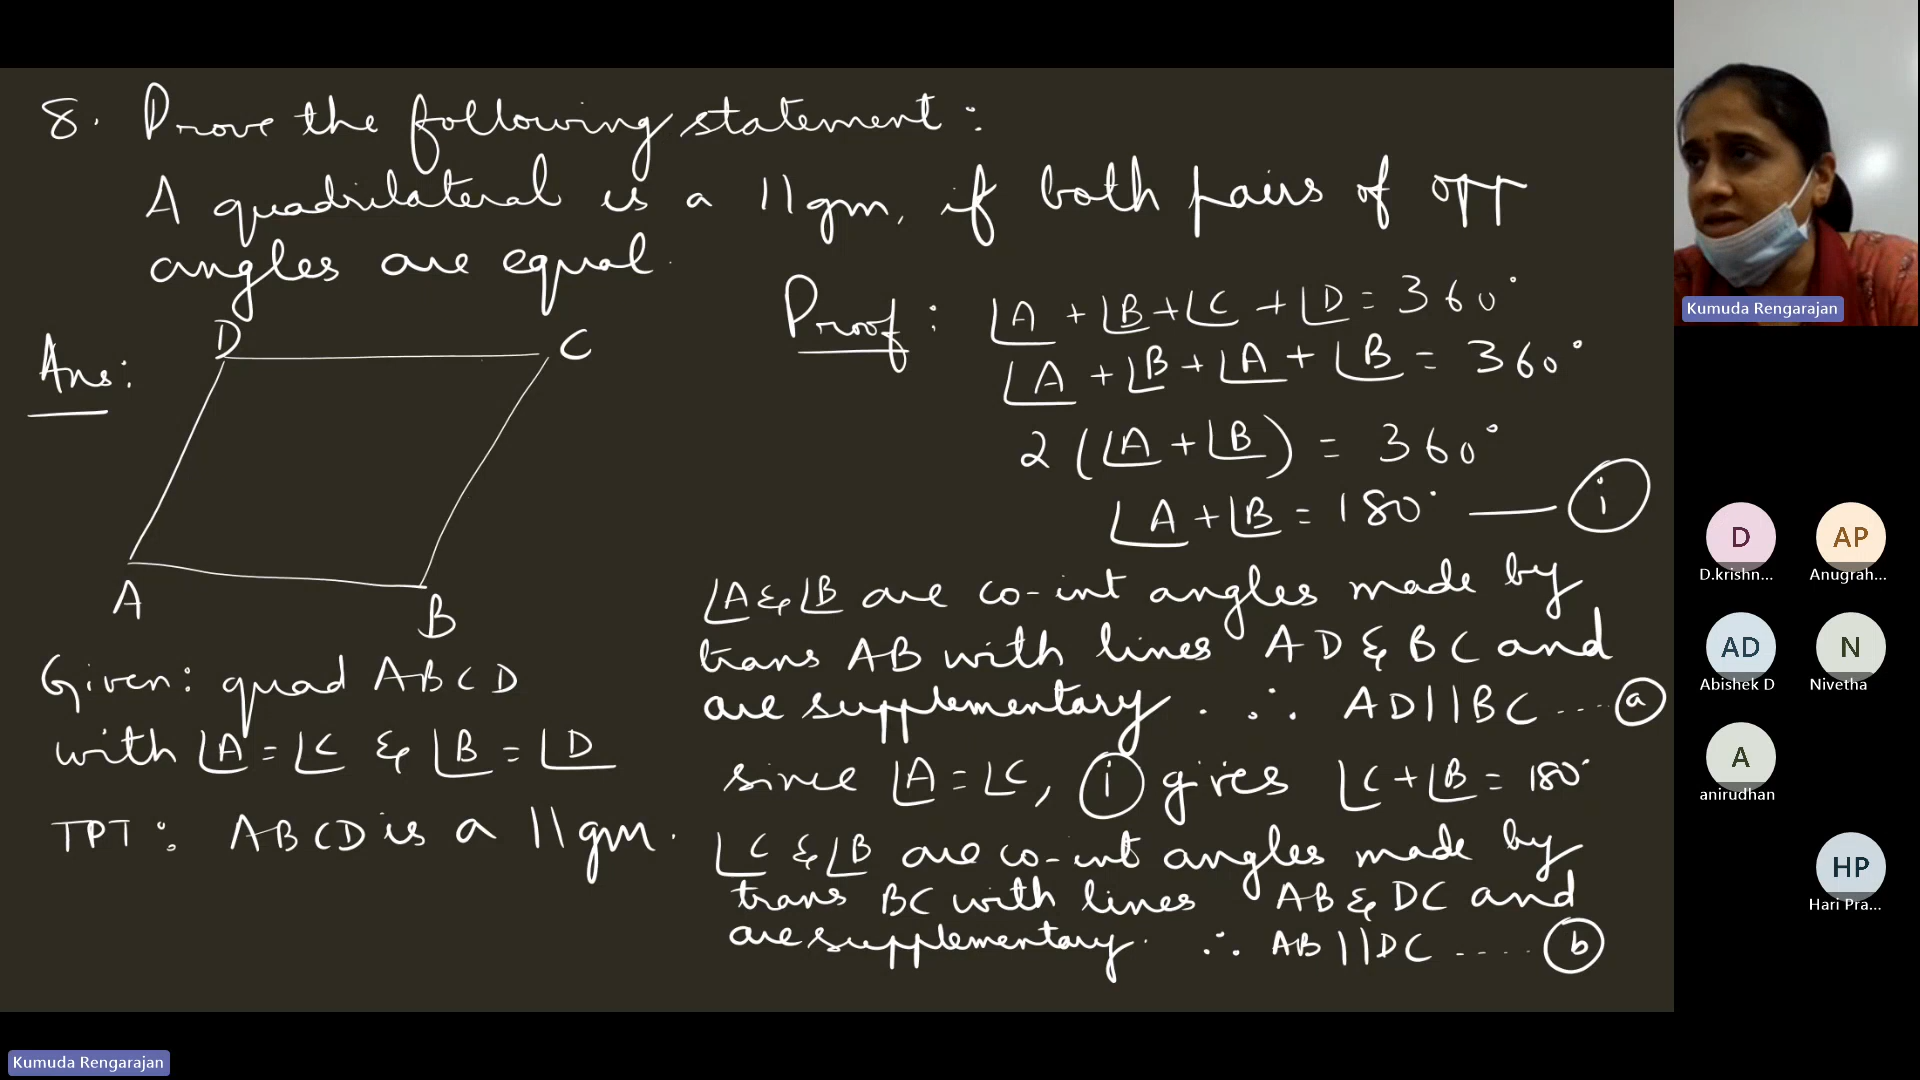 8. Prove the following statement:
A quadrilateral is a ||gm, if both pairs of opp
angles are equal.
Ans:
D
C
A
B
Given: quad ABCD
with ∠A = ∠C & ∠B = ∠D
TPT: ABCD is a ||gm.
Proof: ∠A + ∠B + ∠C + ∠D = 360°
∠A + ∠B + ∠A + ∠B = 360°
2 (∠A + ∠B) = 360°
∠A + ∠B = 180° — i
∠A & ∠B are co-int angles made by
trans AB with lines AD & BC and
are supplementary. ∴ AD||BC .... a
since ∠A = ∠C, i gives ∠C + ∠B = 180°
∠C & ∠B are co-int angles made by
trans BC with lines AB & DC and
are supplementary. ∴ AB||DC .... b
Kumuda Rengarajan
D
AP
D.krishn...
Anugrah...
AD
N
Abishek D
Nivetha
A
anirudhan
HP
Hari Pra...
Kumuda Rengarajan